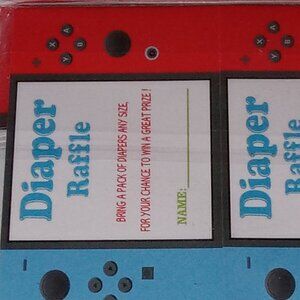 Diaper
Raffle
BRING A PACK OF DIAPERS ANY SIZE,
FOR YOUR CHANCE TO WIN A GREAT PRIZE !
NAME:
X
A
Y
B
Diaper
Raffle
X
A
Y
B